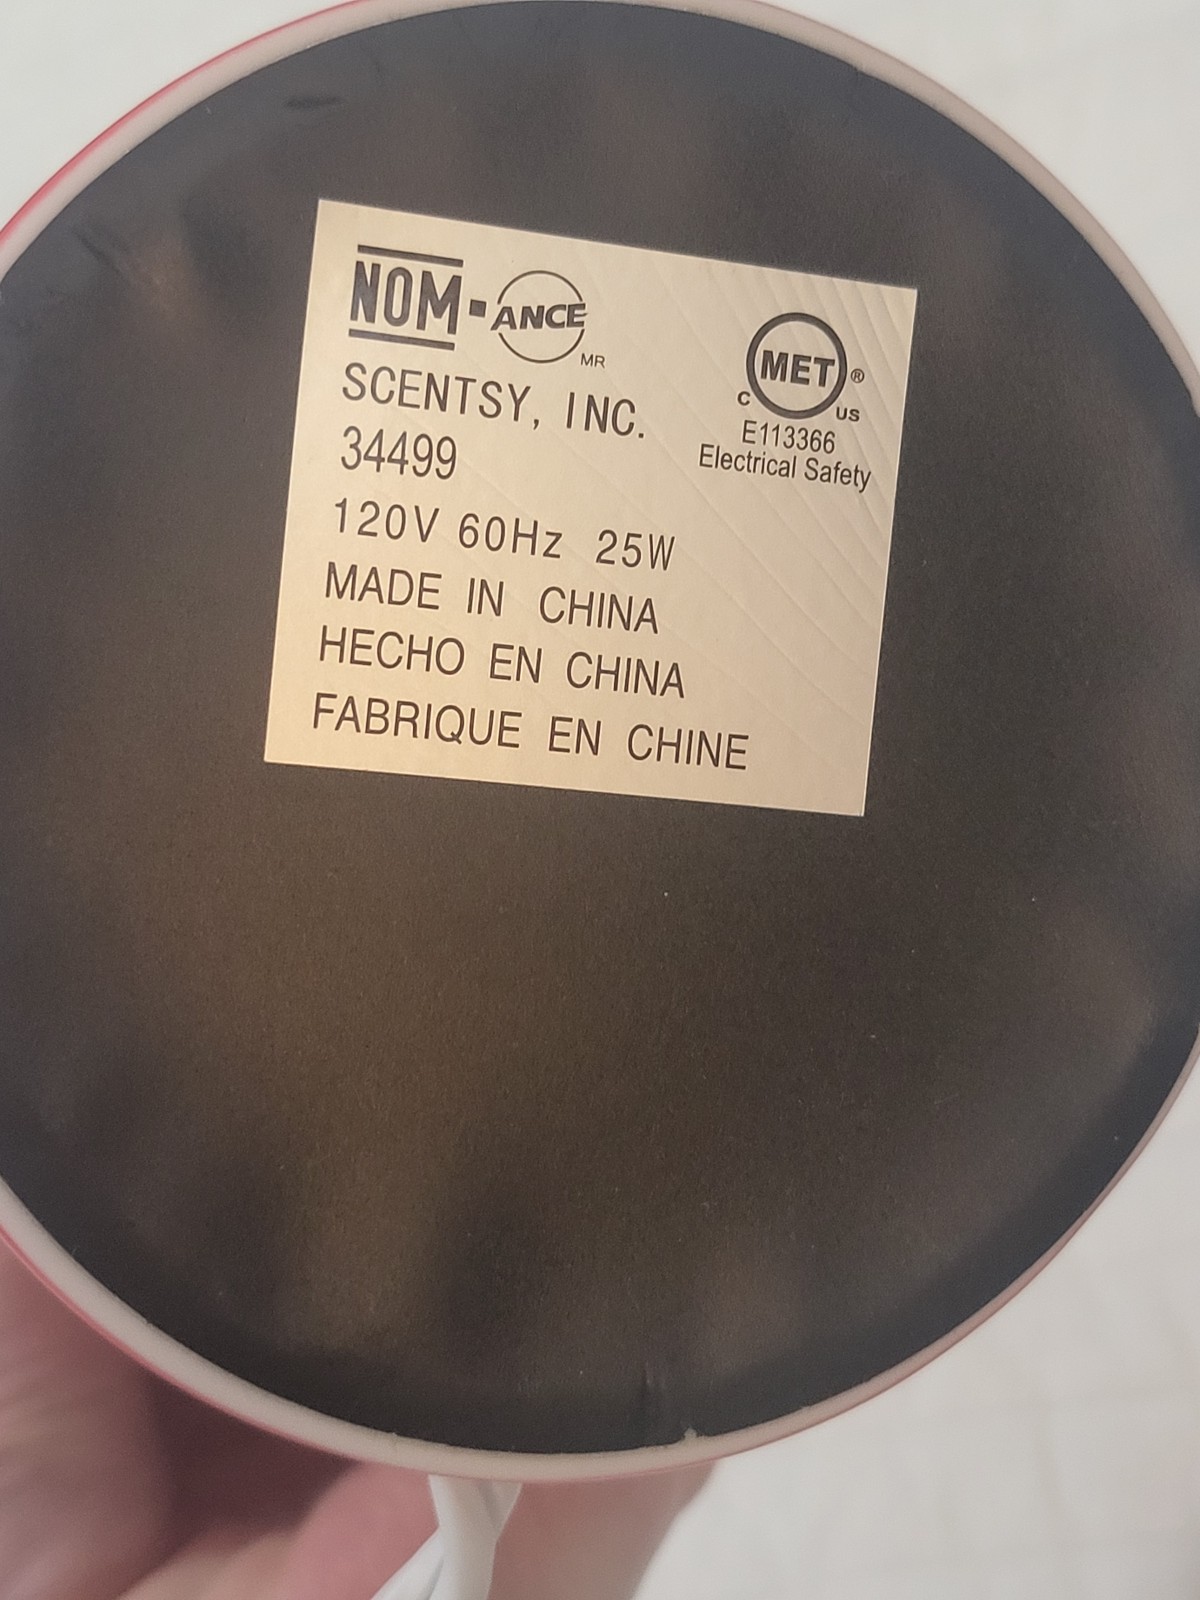 NOM-ANCE MR
SCENTSY, INC.
34499
120V 60Hz 25W
MADE IN CHINA
HECHO EN CHINA
FABRIQUE EN CHINE
MET®
C US
E113366
Electrical Safety